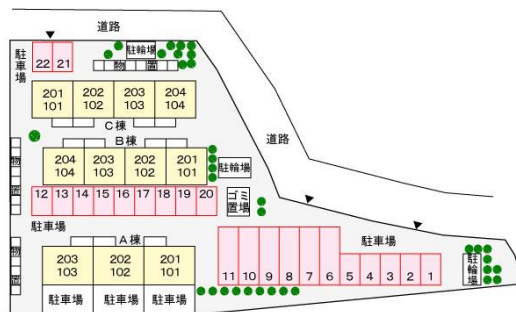 道路
駐車場
22 21
駐輪場
物 置
201 202 203 204
101 102 103 104
C棟
道路
B棟
204 203 202 201
104 103 102 101
駐輪場
物
置
12 13 14 15 16 17 18 19 20
ゴミ置場
駐車場
A棟
203 202 201
103 102 101
駐車場 駐車場 駐車場
物
置
駐車場
11 10 9 8 7 6 5 4 3 2 1
駐輪場